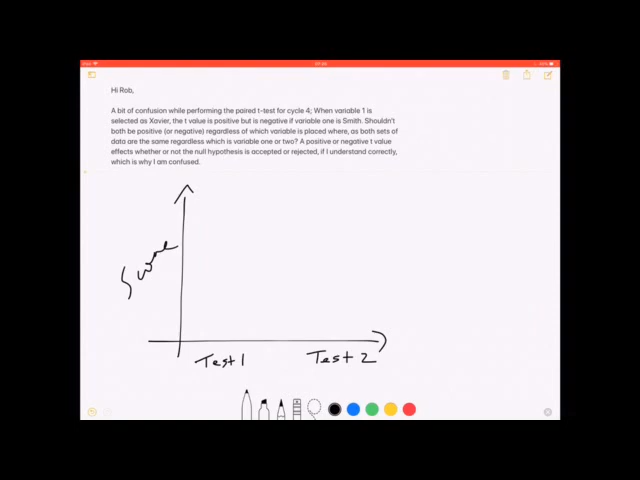 Hi Rob,
A bit of confusion while performing the paired t-test for cycle 4; When variable 1 is
selected as Xavier, the t value is positive but is negative if variable one is Smith. Shouldn't
both be positive (or negative) regardless of which variable is placed where, as both sets of
data are the same regardless which is variable one or two? A positive or negative t value
effects whether or not the null hypothesis is accepted or rejected, if I understand correctly,
which is why I am confused.
Score
Test 1
Test 2